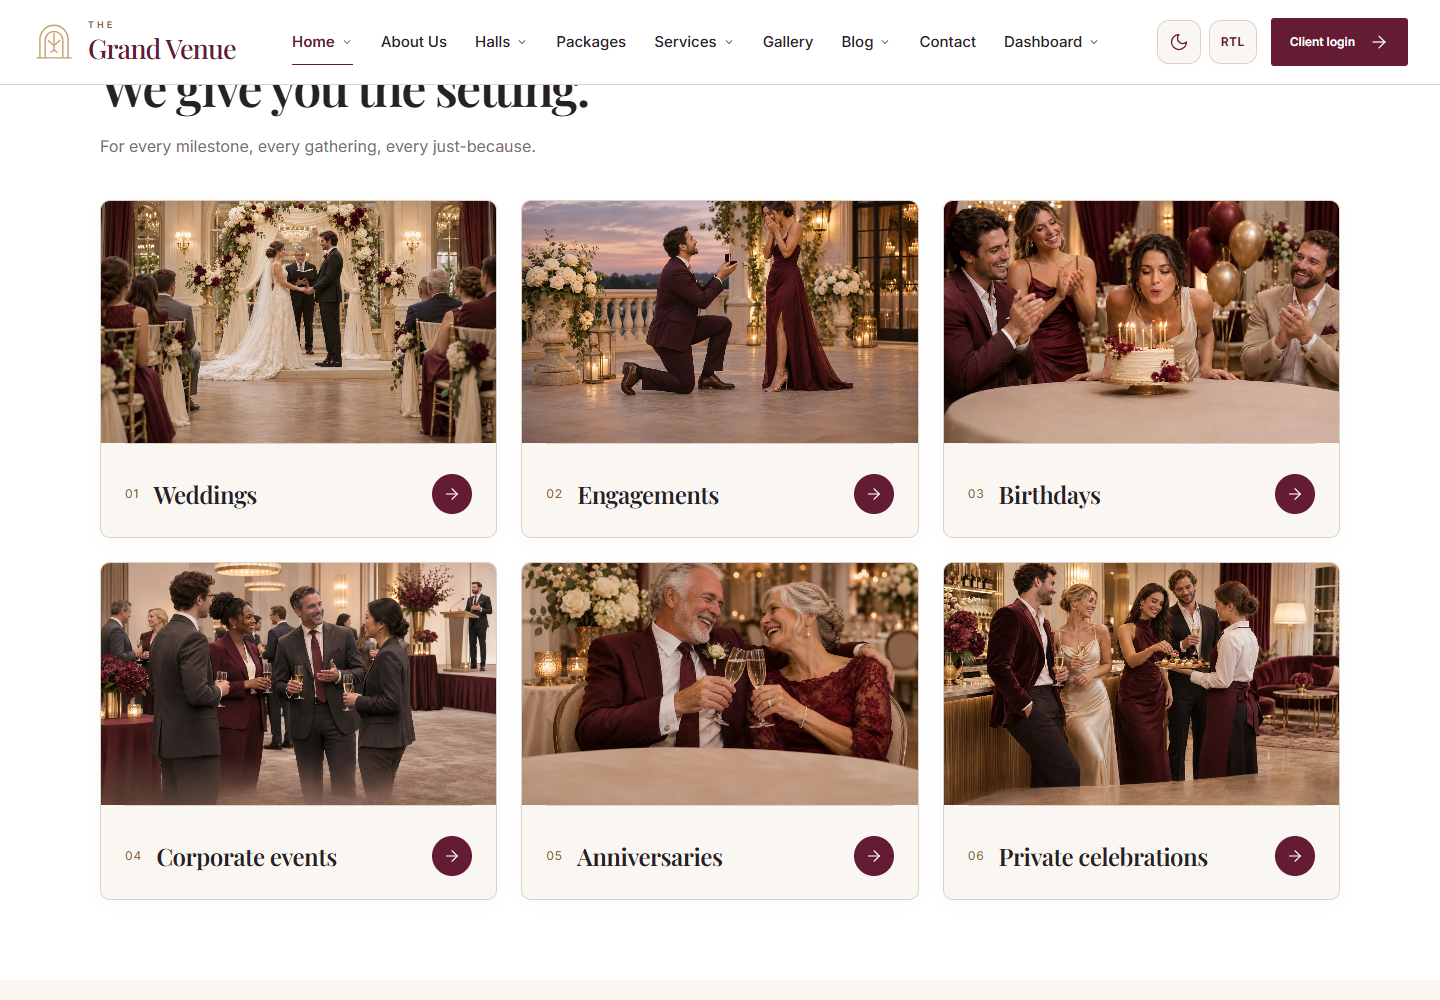 THE
Grand Venue
Home
About Us
Halls
Packages
Services
Gallery
Blog
Contact
Dashboard
RTL
Client login
We give you the setting.
For every milestone, every gathering, every just-because.
01 Weddings
02 Engagements
03 Birthdays
04 Corporate events
05 Anniversaries
06 Private celebrations